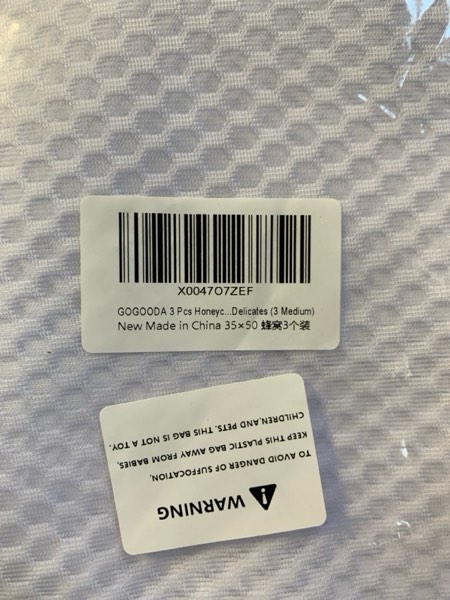 X0047O7ZEF
GOGOODA 3 Pcs Honeyc...Delicates (3 Medium)
New Made in China 35×50 蜂窝3个装
WARNING
TO AVOID DANGER OF SUFFOCATION,
KEEP THIS PLASTIC BAG AWAY FROM BABIES,
CHILDREN,AND PETS. THIS BAG IS NOT A TOY.